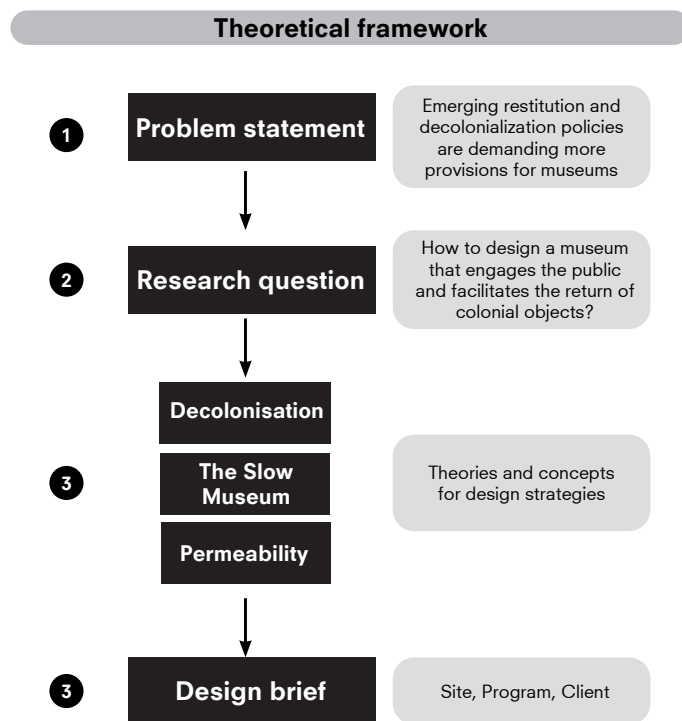 Theoretical framework
1
Problem statement
Emerging restitution and
decolonialization policies
are demanding more
provisions for museums
2
Research question
How to design a museum
that engages the public
and facilitates the return of
colonial objects?
Decolonisation
3
The Slow
Museum
Theories and concepts
for design strategies
Permeability
3
Design brief
Site, Program, Client